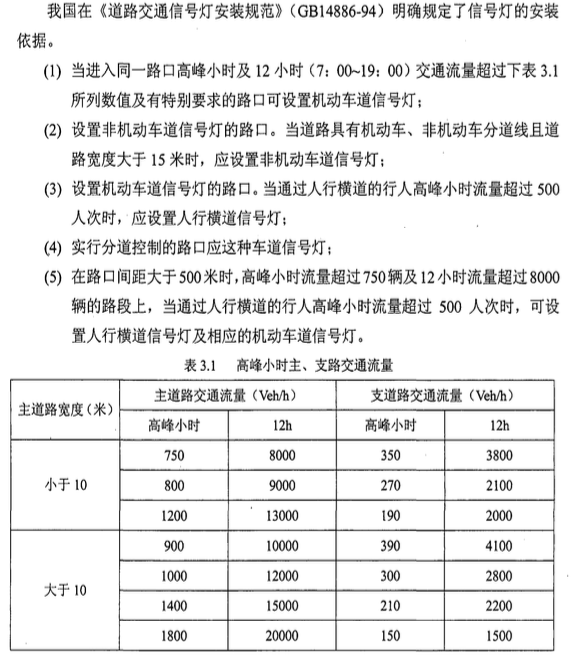 我国在《道路交通信号灯安装规范》（GB14886-94）明确规定了信号灯的安装
依据。
(1) 当进入同一路口高峰小时及 12 小时（7：00~19：00）交通流量超过下表 3.1
所列数值及有特别要求的路口可设置机动车道信号灯；
(2) 设置非机动车道信号灯的路口。当道路具有机动车、非机动车分道线且道
路宽度大于 15 米时，应设置非机动车道信号灯；
(3) 设置机动车道信号灯的路口。当通过人行横道的行人高峰小时流量超过 500
人次时，应设置人行横道信号灯；
(4) 实行分道控制的路口应这种车道信号灯；
(5) 在路口间距大于 500 米时，高峰小时流量超过 750 辆及 12 小时流量超过 8000
辆的路段上，当通过人行横道的行人高峰小时流量超过 500 人次时，可设
置人行横道信号灯及相应的机动车道信号灯。
表 3.1 高峰小时主、支路交通流量
主道路宽度（米） 主道路交通流量（Veh/h） 支道路交通流量（Veh/h）
高峰小时 12h 高峰小时 12h
小于 10 750 8000 350 3800
800 9000 270 2100
1200 13000 190 2000
大于 10 900 10000 390 4100
1000 12000 300 2800
1400 15000 210 2200
1800 20000 150 1500